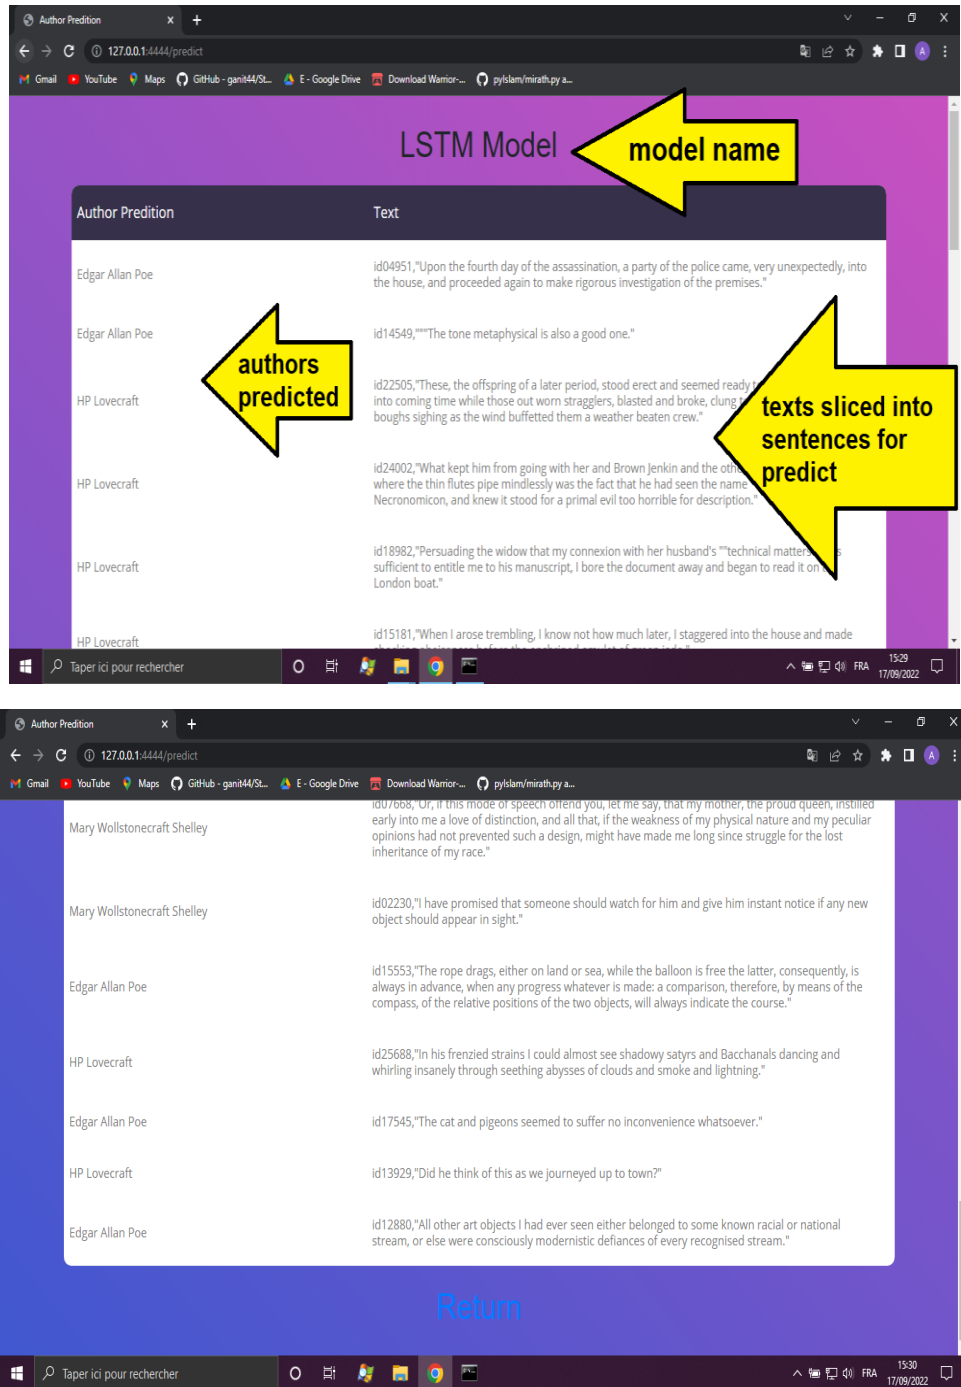 Author Predition
127.0.0.1:4444/predict
Gmail YouTube Maps GitHub - ganit44/St... E - Google Drive Download Warrior-... pyIslam/mirath.py a...
LSTM Model
model name
Author Predition Text
Edgar Allan Poe
id04951,"Upon the fourth day of the assassination, a party of the police came, very unexpectedly, into
the house, and proceeded again to make rigorous investigation of the premises."
Edgar Allan Poe
id14549,"""The tone metaphysical is also a good one."
authors
predicted
HP Lovecraft
id22505,"These, the offspring of a later period, stood erect and seemed ready
into coming time while those out worn stragglers, blasted and broke, clung
boughs sighing as the wind buffetted them a weather beaten crew."
texts sliced into
sentences for
predict
HP Lovecraft
id24002,"What kept him from going with her and Brown Jenkin and the
where the thin flutes pipe mindlessly was the fact that he had seen the name
Necronomicon, and knew it stood for a primal evil too horrible for description."
HP Lovecraft
id18982,"Persuading the widow that my connexion with her husband's ""technical matters
sufficient to entitle me to his manuscript, I bore the document away and began to read it on
London boat."
HP Lovecraft
id15181,"When I arose trembling, I know not how much later, I staggered into the house and made
Taper ici pour rechercher
FRA
15:29
17/09/2022
Author Predition
127.0.0.1:4444/predict
Gmail YouTube Maps GitHub - ganit44/St... E - Google Drive Download Warrior-... pyIslam/mirath.py a...
Mary Wollstonecraft Shelley
id07668,"Or, if this mode of speech offend you, let me say, that my mother, the proud queen, instilled
early into me a love of distinction, and all that, if the weakness of my physical nature and my peculiar
opinions had not prevented such a design, might have made me long since struggle for the lost
inheritance of my race."
Mary Wollstonecraft Shelley
id02230,"I have promised that someone should watch for him and give him instant notice if any new
object should appear in sight."
Edgar Allan Poe
id15553,"The rope drags, either on land or sea, while the balloon is free the latter, consequently, is
always in advance, when any progress whatever is made: a comparison, therefore, by means of the
compass, of the relative positions of the two objects, will always indicate the course."
HP Lovecraft
id25688,"In his frenzied strains I could almost see shadowy satyrs and Bacchanals dancing and
whirling insanely through seething abysses of clouds and smoke and lightning."
Edgar Allan Poe
id17545,"The cat and pigeons seemed to suffer no inconvenience whatsoever."
HP Lovecraft
id13929,"Did he think of this as we journeyed up to town?"
Edgar Allan Poe
id12880,"All other art objects I had ever seen either belonged to some known racial or national
stream, or else were consciously modernistic defiances of every recognised stream."
Return
Taper ici pour rechercher
FRA
15:30
17/09/2022